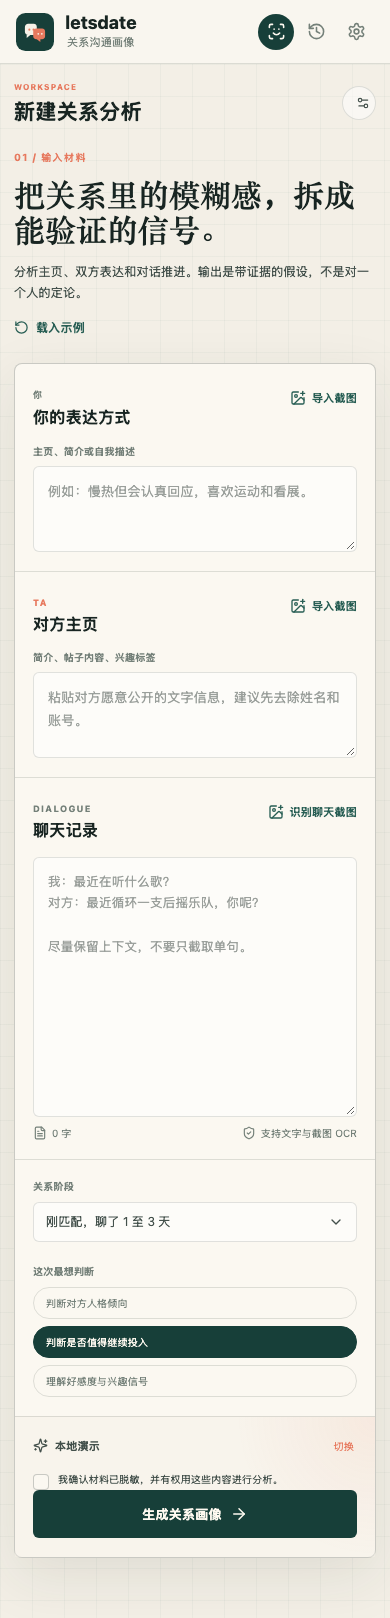 letsdate
关系沟通画像
WORKSPACE
新建关系分析
01 / 输入材料
把关系里的模糊感，拆成
能验证的信号。
分析主页、双方表达和对话推进。输出是带证据的假设，不是对一
个人的定论。
载入示例
你
你的表达方式
导入截图
主页、简介或自我描述
例如：慢热但会认真回应，喜欢运动和看展。
TA
对方主页
导入截图
简介、帖子内容、兴趣标签
粘贴对方愿意公开的文字信息，建议先去除姓名和
账号。
DIALOGUE
聊天记录
识别聊天截图
我：最近在听什么歌?
对方：最近循环一支后摇乐队，你呢?
尽量保留上下文，不要只截取单句。
0 字
支持文字与截图 OCR
关系阶段
刚匹配，聊了 1 至 3 天
这次最想判断
判断对方人格倾向
判断是否值得继续投入
理解好感度与兴趣信号
本地演示
切换
我确认材料已脱敏，并有权用这些内容进行分析。
生成关系画像